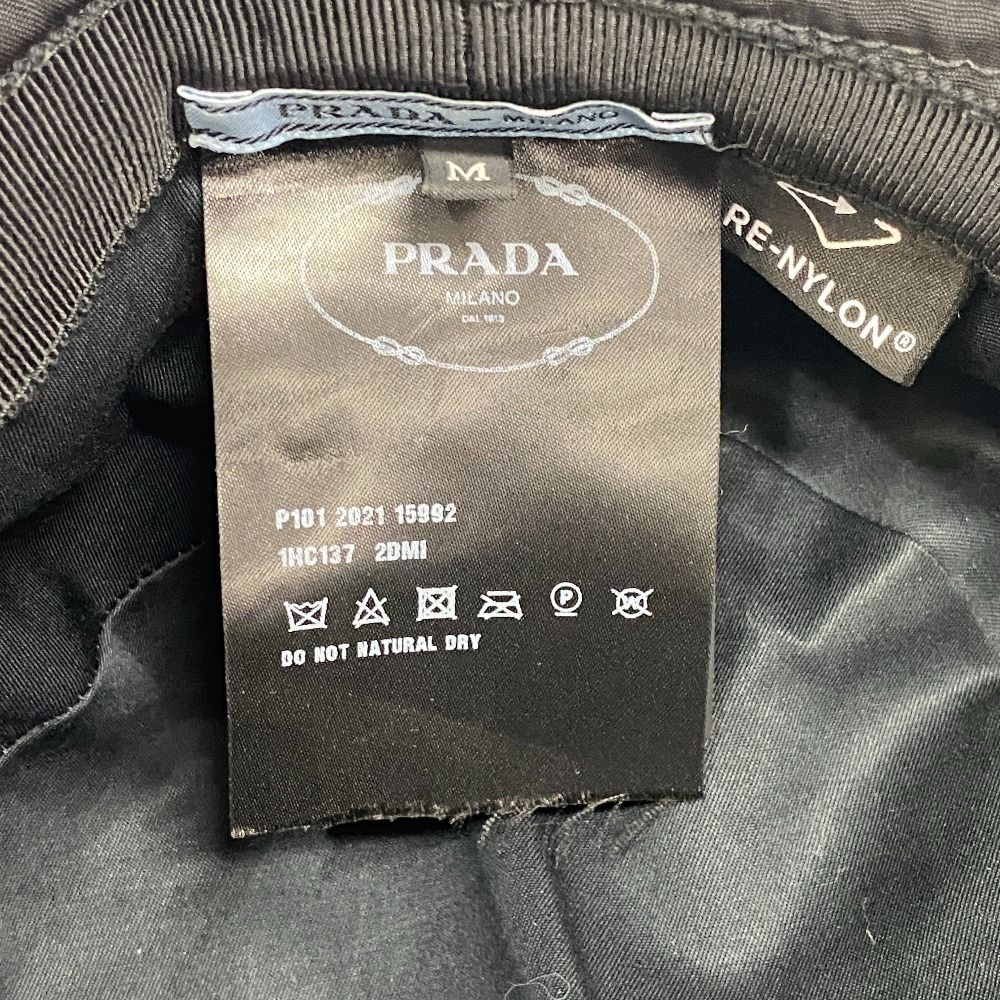 PRADA – MILANO
M
PRADA
MILANO
DAL 1913
RE-NYLON®
P101 2021 15992
1HC137 2DMI
P
W
DO NOT NATURAL DRY